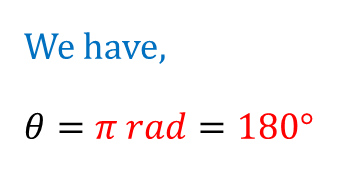 We have,
θ = π rad = 180°